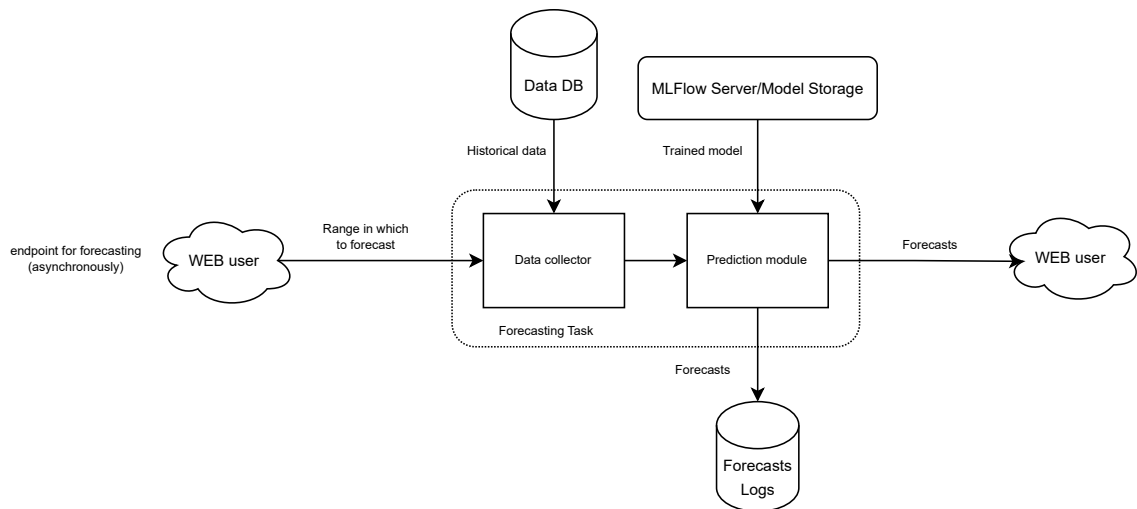 Data DB
MLFlow Server/Model Storage
Historical data
Trained model
endpoint for forecasting
(asynchronously)
WEB user
Range in which
to forecast
Data collector
Prediction module
Forecasts
WEB user
Forecasting Task
Forecasts
Forecasts
Logs